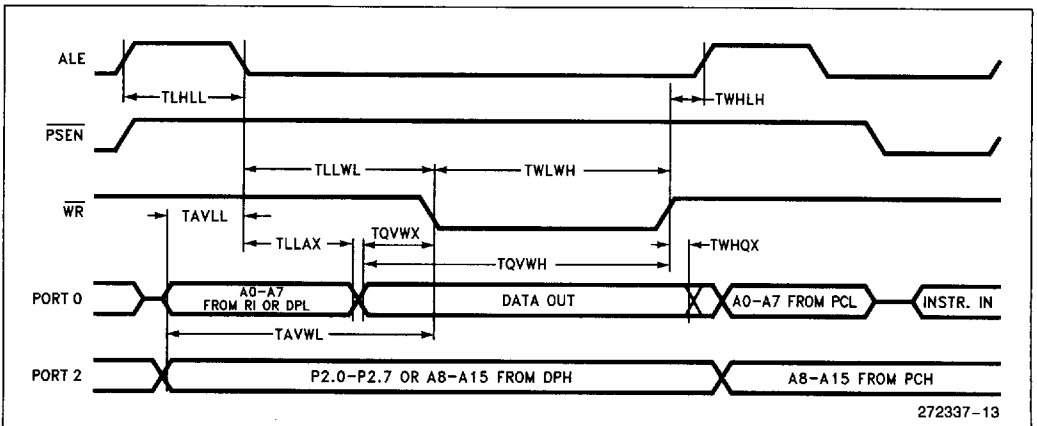 ALE
TLHLL
TWHLH
PSEN
TLLWL
TWLWH
WR
TAVLL
TQVWX
TLLAX
TWHQX
TQVWH
PORT 0
A0-A7
FROM RI OR DPL
DATA OUT
A0-A7 FROM PCL
INSTR. IN
TAVWL
PORT 2
P2.0-P2.7 OR A8-A15 FROM DPH
A8-A15 FROM PCH
272337-13